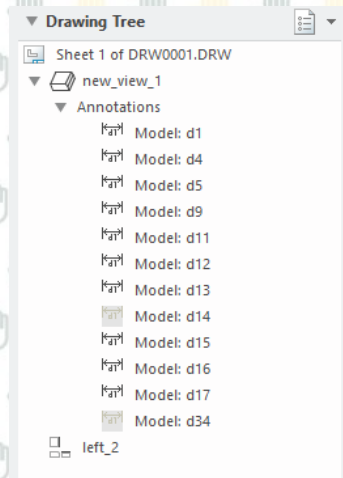 Drawing Tree
Sheet 1 of DRW0001.DRW
new_view_1
Annotations
Model: d1
Model: d4
Model: d5
Model: d9
Model: d11
Model: d12
Model: d13
Model: d14
Model: d15
Model: d16
Model: d17
Model: d34
left_2